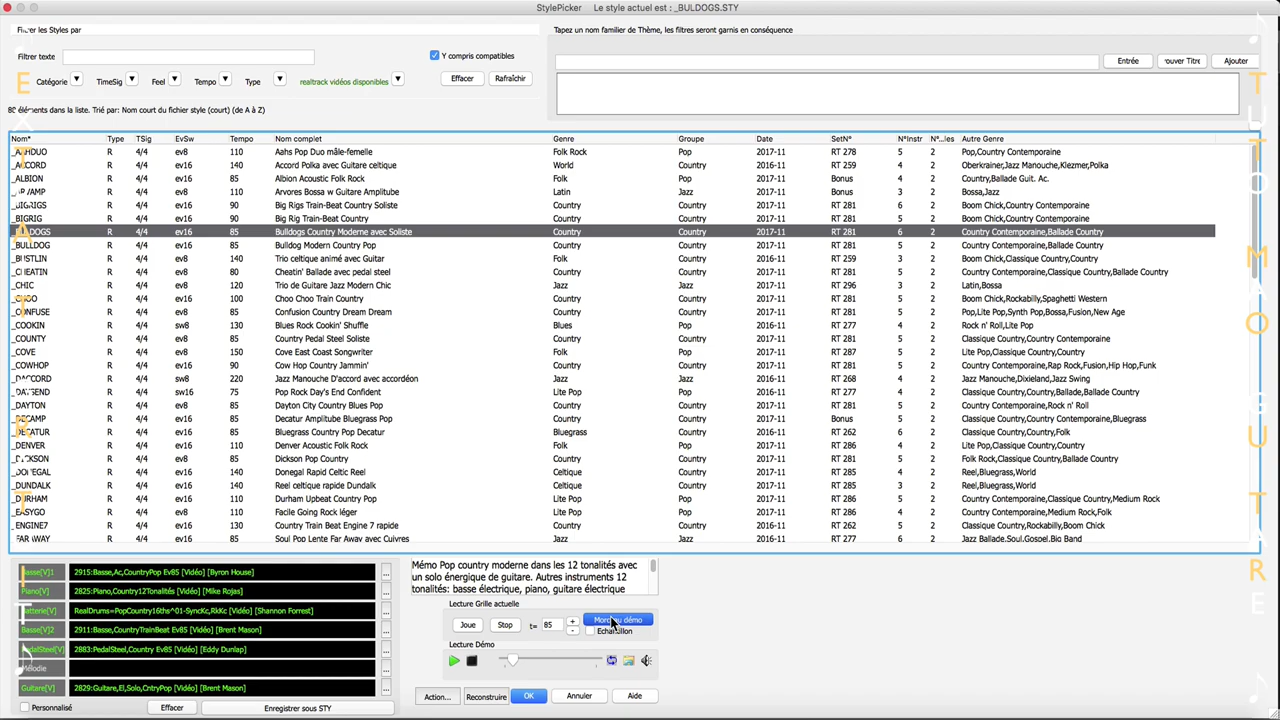 StylePicker Le style actuel est : _BULDOGS.STY
Filtrer les Styles par
Tapez un nom familier de Thème, les filtres seront garnis en conséquence
Filtrer texte
Y compris compatibles
Entrée
Ajouter
Catégorie TimeSig Feel Tempo Type realtrack vidéos disponibles
Effacer Rafraîchir
éléments dans la liste. Trié par: Nom court du fichier style (court) (de A à Z)
Nom* Type TSig EvSw Tempo Nom complet Genre Groupe Date SetN° N°Instr N°...les Autre Genre
_AAHDUO R 4/4 ev8 110 Aahs Pop Duo mâle-femelle Folk Rock Pop 2017-11 RT 278 5 2 Pop,Country Contemporaine
_ACCORD R 4/4 ev16 140 Accord Polka avec Guitare celtique World Country 2017-11 RT 259 4 2 Oberkrainer,Jazz Manouche,Klezmer,Polka
_ALBION R 4/4 ev16 85 Albion Acoustic Folk Rock Folk Pop 2017-11 Bonus 4 2 Country,Ballade Guit. Ac.
R 4/4 ev8 110 Arvores Bossa w Guitare Amplitube Latin Jazz 2017-11 Bonus 3 2 Bossa,Jazz
_BIGRIGS R 4/4 ev16 90 Big Rigs Train-Beat Country Soliste Country Country 2017-11 RT 281 6 2 Boom Chick,Country Contemporaine
_BIGRIG R 4/4 ev16 90 Big Rig Train-Beat Country Country Country 2017-11 RT 281 5 2 Boom Chick,Country Contemporaine
_BULDOGS R 4/4 ev16 85 Bulldogs Country Moderne avec Soliste Country Country 2017-11 RT 281 6 2 Country Contemporaine,Ballade Country
_BULLDOG R 4/4 ev16 85 Bulldog Modern Country Pop Country Country 2017-11 RT 281 5 2 Country Contemporaine,Ballade Country
_BUSTLIN R 4/4 ev16 140 Trio celtique animé avec Guitar Folk Country 2016-11 RT 259 3 2 Boom Chick,Classique Country,Country
_CHEATIN R 4/4 ev8 80 Cheatin' Ballade avec pedal steel Country Country 2017-11 RT 281 5 2 Country Contemporaine,Classique Country,Ballade Country
_CHIC R 4/4 ev8 120 Trio de Guitare Jazz Modern Chic Jazz Jazz 2017-11 RT 296 3 2 Latin,Bossa
_CHOO R 4/4 ev16 100 Choo Choo Train Country Country Country 2017-11 RT 281 5 2 Boom Chick,Rockabilly,Spaghetti Western
_CONFUSE R 4/4 ev8 85 Confusion Country Dream Dream Country Country 2017-11 RT 281 5 2 Pop,Lite Pop,Synth Pop,Bossa,Fusion,New Age
_COOKIN R 4/4 sw8 130 Blues Rock Cookin' Shuffle Blues Pop 2016-11 RT 277 4 2 Rock n' Roll,Lite Pop
_COUNTY R 4/4 ev8 85 Country Pedal Steel Soliste Country Country 2017-11 RT 281 6 2 Classique Country,Country Contemporaine
_COVE R 4/4 ev8 150 Cove East Coast Songwriter Folk Pop 2017-11 RT 287 5 2 Lite Pop,Classique Country,Country
_COWHOP R 4/4 ev16 90 Cow Hop Country Jammin' Country Country 2017-11 RT 281 6 2 Country Contemporaine,Rap Rock,Fusion,Hip Hop,Funk
_DACCORD R 4/4 sw8 220 Jazz Manouche D'accord avec accordéon Jazz Jazz 2016-11 RT 268 4 2 Jazz Manouche,Dixieland,Jazz Swing
R 4/4 sw16 75 Pop Rock Day's End Confident Lite Pop Pop 2016-11 RT 277 4 2 Classique Country,Ballade,Ballade Country
_DAYTON R 4/4 ev8 85 Dayton City Country Blues Pop Country Country 2017-11 RT 281 5 2 Country Contemporaine,Rock n' Roll
_DECAMP R 4/4 ev16 85 Decatur Amplitube Bluegrass Pop Country Country 2017-11 Bonus 6 2 Classique Country,Country Contemporaine,Bluegrass
_DECATUR R 4/4 ev16 85 Bluegrass Country Pop Decatur Bluegrass Country 2016-11 RT 262 6 2 Classique Country,Country,Folk
_DENVER R 4/4 ev8 110 Denver Acoustic Folk Rock Folk Pop 2017-11 RT 286 4 2 Lite Pop,Classique Country,Country
_DICKSON R 4/4 ev8 85 Dickson Pop Country Country Country 2017-11 RT 281 5 2 Folk Rock,Classique Country,Ballade Country
_DONEGAL R 4/4 ev16 140 Donegal Rapid Celtic Reel Celtique Country 2017-11 RT 285 4 2 Reel,Bluegrass,World
_DUNDALK R 4/4 ev16 140 Reel celtique rapide Dundalk Celtique Country 2017-11 RT 285 3 2 Reel,Bluegrass,World
_DURHAM R 4/4 ev16 110 Durham Upbeat Country Pop Lite Pop Pop 2017-11 RT 286 5 2 Country Contemporaine,Classique Country,Medium Rock
_EASYGO R 4/4 ev8 110 Facile Going Rock léger Lite Pop Pop 2017-11 RT 286 4 2 Country Contemporaine,Medium Rock,Folk
_ENGINE7 R 4/4 ev16 130 Country Train Beat Engine 7 rapide Country Country 2016-11 RT 262 5 2 Classique Country,Rockabilly,Boom Chick
R 4/4 ev8 85 Soul Pop Lente Far Away avec Cuivres Jazz Jazz 2016-11 RT 273 6 2 Jazz Ballade,Soul,Gospel,Big Band
Basse[V]1 2915:Basse,Ac,CountryPop Ev85 [Vidéo] [Byron House] ...
Piano[V] 2825:Piano,Country12Tonalités [Vidéo] [Mike Rojas] ...
Batterie[V] RealDrums=PopCountry16ths^01-SyncKc,RkKc [Vidéo] [Shannon Forrest] ...
Basse[V]2 2911:Basse,CountryTrainBeat Ev85 [Vidéo] [Brent Mason] ...
PedalSteel[V] 2883:PedalSteel,Country Ev85 [Vidéo] [Eddy Dunlap] ...
Mélodie ...
Guitare[V] 2829:Guitare,El,Solo,CntryPop [Vidéo] [Brent Mason] ...
Personnalisé Effacer Enregistrer sous STY
Mémo Pop country moderne dans les 12 tonalités avec
un solo énergique de guitare. Autres instruments 12
tonalités: basse électrique, piano, guitare électrique
Lecture Grille actuelle
Joue Stop t= 85 + - démo
Echantillon
Lecture Démo
Action... Reconstruire OK Annuler Aide
E
X
T
R
A
I
T
T
U
T
O
M
A
O
G
U
I
T
A
R
E